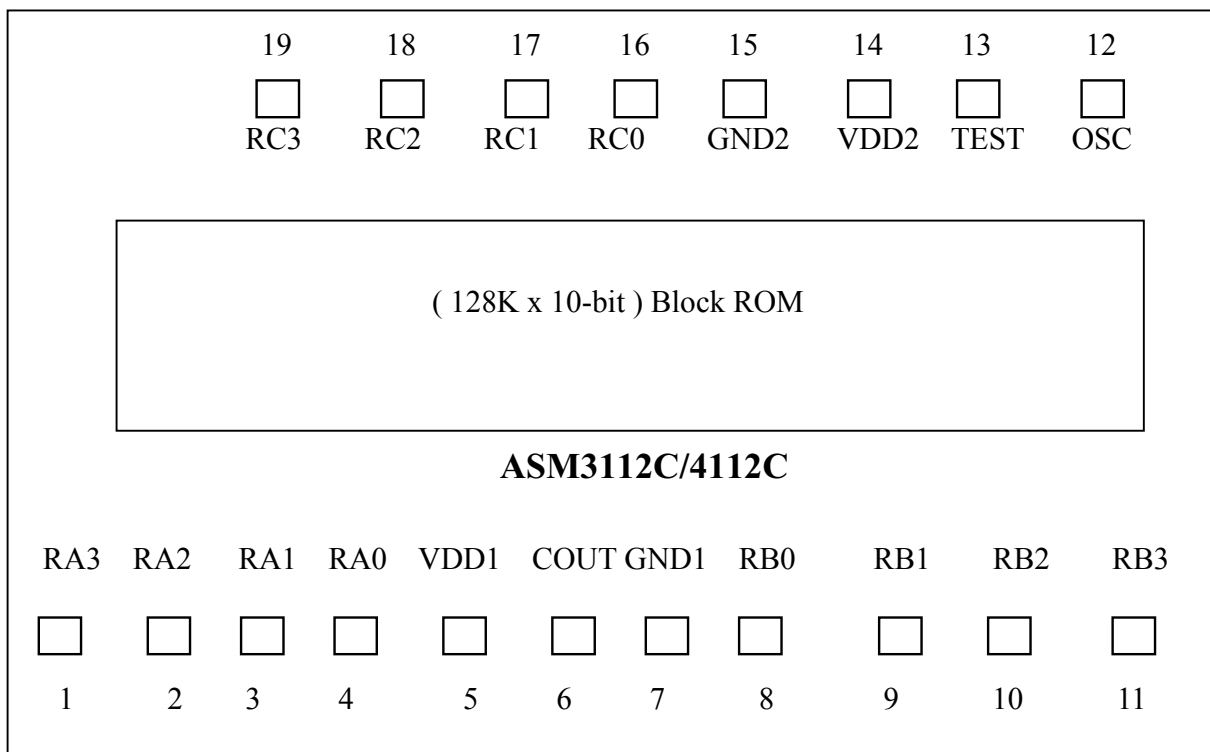 19 18 17 16 15 14 13 12
RC3 RC2 RC1 RC0 GND2 VDD2 TEST OSC
( 128K x 10-bit ) Block ROM
ASM3112C/4112C
RA3 RA2 RA1 RA0 VDD1 COUT GND1 RB0 RB1 RB2 RB3
1 2 3 4 5 6 7 8 9 10 11